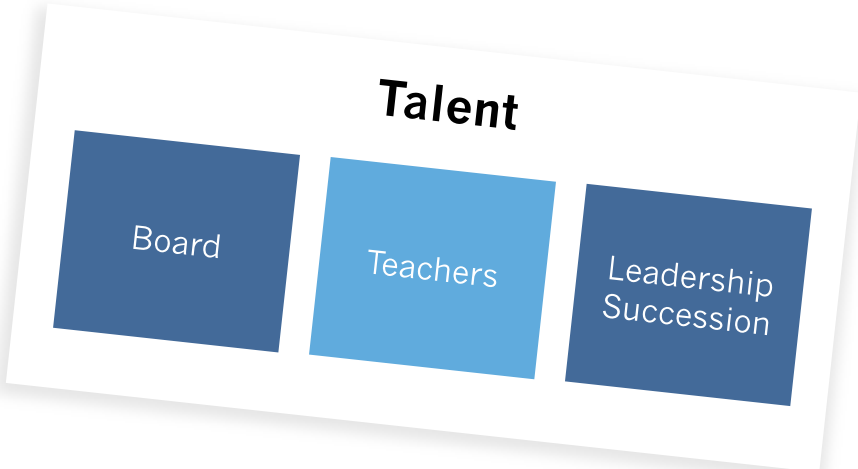 Talent
Board
Teachers
Leadership
Succession